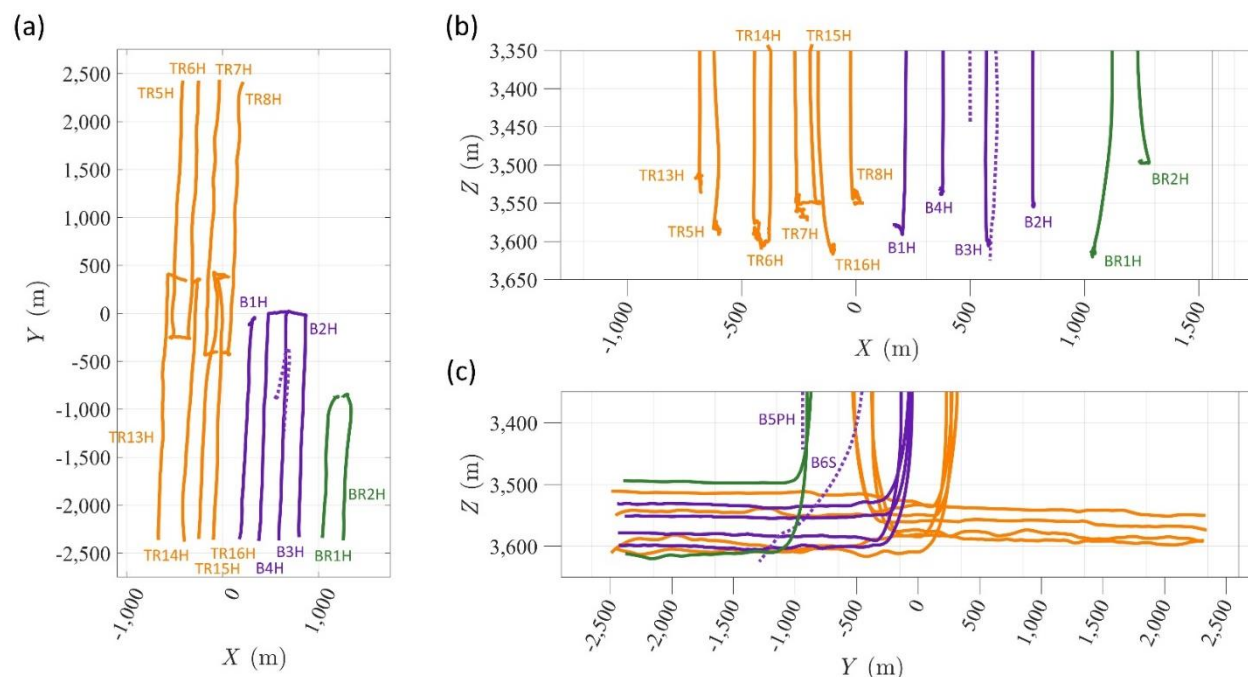 (a)
2,500
2,000
1,500
1,000
500
0
-500
-1,000
-1,500
-2,000
-2,500
Y (m)
TR6H
TR7H
TR5H
TR8H
B1H
B2H
TR13H
BR2H
TR14H
TR16H
B3H
BR1H
TR15H
B4H
-1,000
0
1,000
X (m)
(b)
3,350
3,400
3,450
3,500
3,550
3,600
3,650
Z (m)
TR14H
TR15H
TR13H
TR8H
BR2H
B4H
TR5H
TR7H
B2H
B1H
B3H
TR6H
TR16H
BR1H
-1,000
-500
0
500
1,000
1,500
X (m)
(c)
3,400
3,500
3,600
Z (m)
B5PH
B6S
-2,500
-2,000
-1,500
-1,000
-500
0
500
1,000
1,500
2,000
2,500
Y (m)